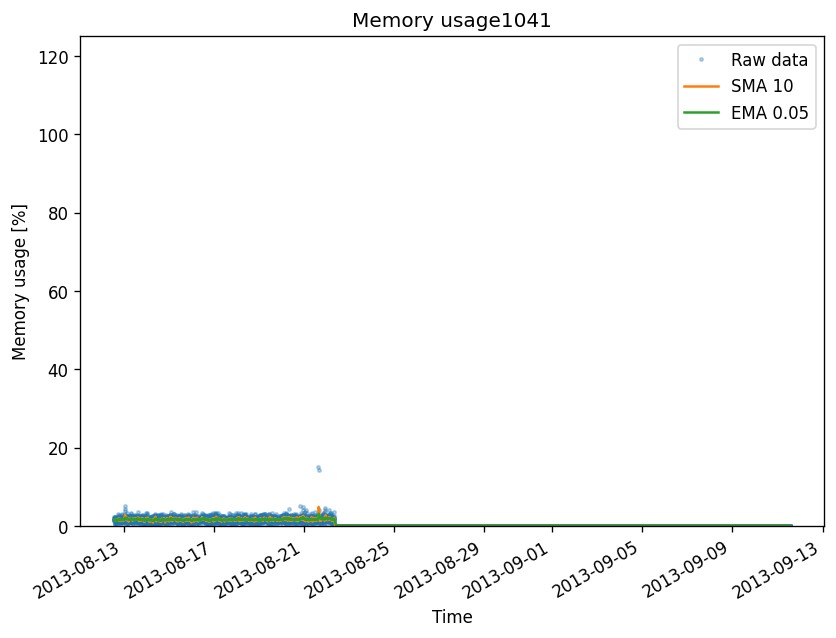 Memory usage1041
Raw data
SMA 10
EMA 0.05
120
100
80
60
40
20
0
Memory usage [%]
2013-08-13
2013-08-17
2013-08-21
2013-08-25
2013-08-29
2013-09-01
2013-09-05
2013-09-09
2013-09-13
Time